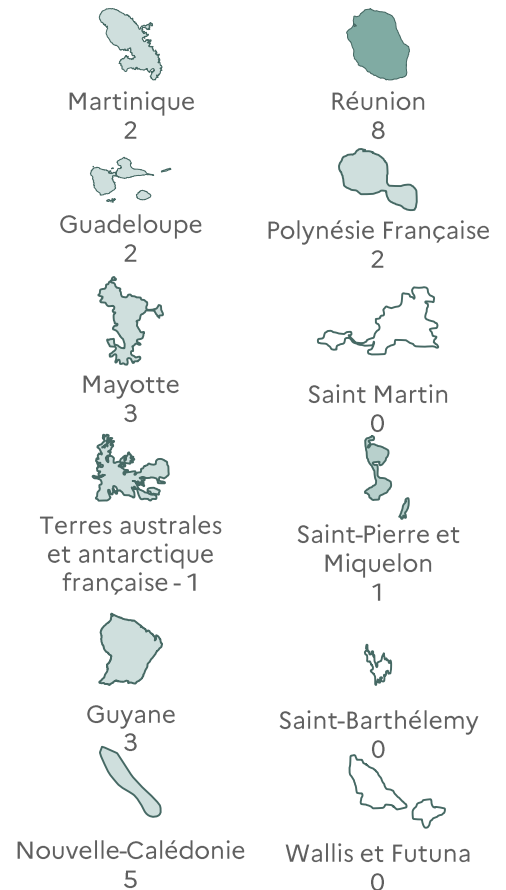 Martinique
2
Réunion
8
Guadeloupe
2
Polynésie Française
2
Mayotte
3
Saint Martin
0
Terres australes
et antarctique
française - 1
Saint-Pierre et
Miquelon
1
Guyane
3
Saint-Barthélemy
0
Nouvelle-Calédonie
5
Wallis et Futuna
0